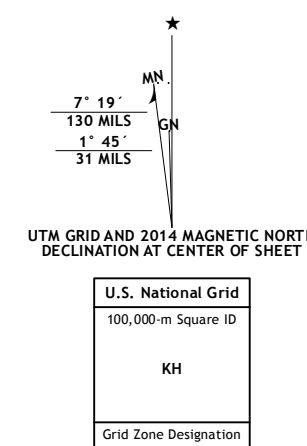 ★
MN
7° 19´
130 MILS
GN
1° 45´
31 MILS
UTM GRID AND 2014 MAGNETIC NORT
DECLINATION AT CENTER OF SHEET
U.S. National Grid
100,000-m Square ID
KH
Grid Zone Designation